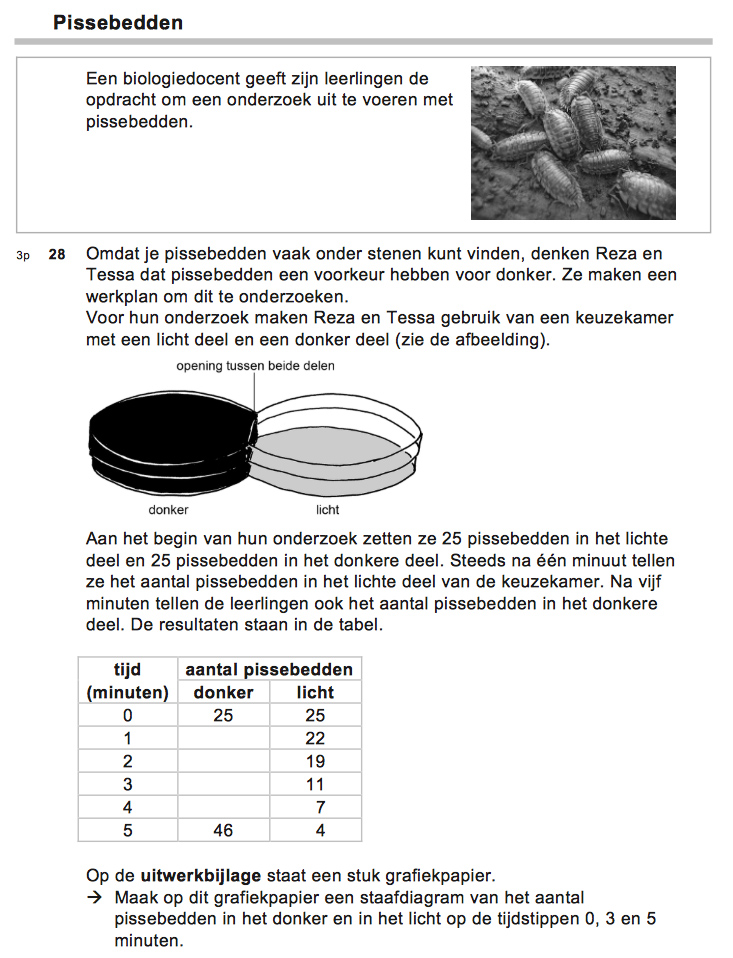 Pissebedden
Een biologiedocent geeft zijn leerlingen de
opdracht om een onderzoek uit te voeren met
pissebedden.
3p 28 Omdat je pissebedden vaak onder stenen kunt vinden, denken Reza en
Tessa dat pissebedden een voorkeur hebben voor donker. Ze maken een
werkplan om dit te onderzoeken.
Voor hun onderzoek maken Reza en Tessa gebruik van een keuzekamer
met een licht deel en een donker deel (zie de afbeelding).
opening tussen beide delen
donker licht
Aan het begin van hun onderzoek zetten ze 25 pissebedden in het lichte
deel en 25 pissebedden in het donkere deel. Steeds na één minuut tellen
ze het aantal pissebedden in het lichte deel van de keuzekamer. Na vijf
minuten tellen de leerlingen ook het aantal pissebedden in het donkere
deel. De resultaten staan in de tabel.
tijd aantal pissebedden
(minuten) donker licht
0 25 25
1 22
2 19
3 11
4 7
5 46 4
Op de uitwerkbijlage staat een stuk grafiekpapier.
→ Maak op dit grafiekpapier een staafdiagram van het aantal
pissebedden in het donker en in het licht op de tijdstippen 0, 3 en 5
minuten.